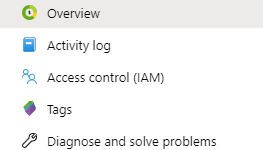 Overview
Activity log
Access control (IAM)
Tags
Diagnose and solve problems